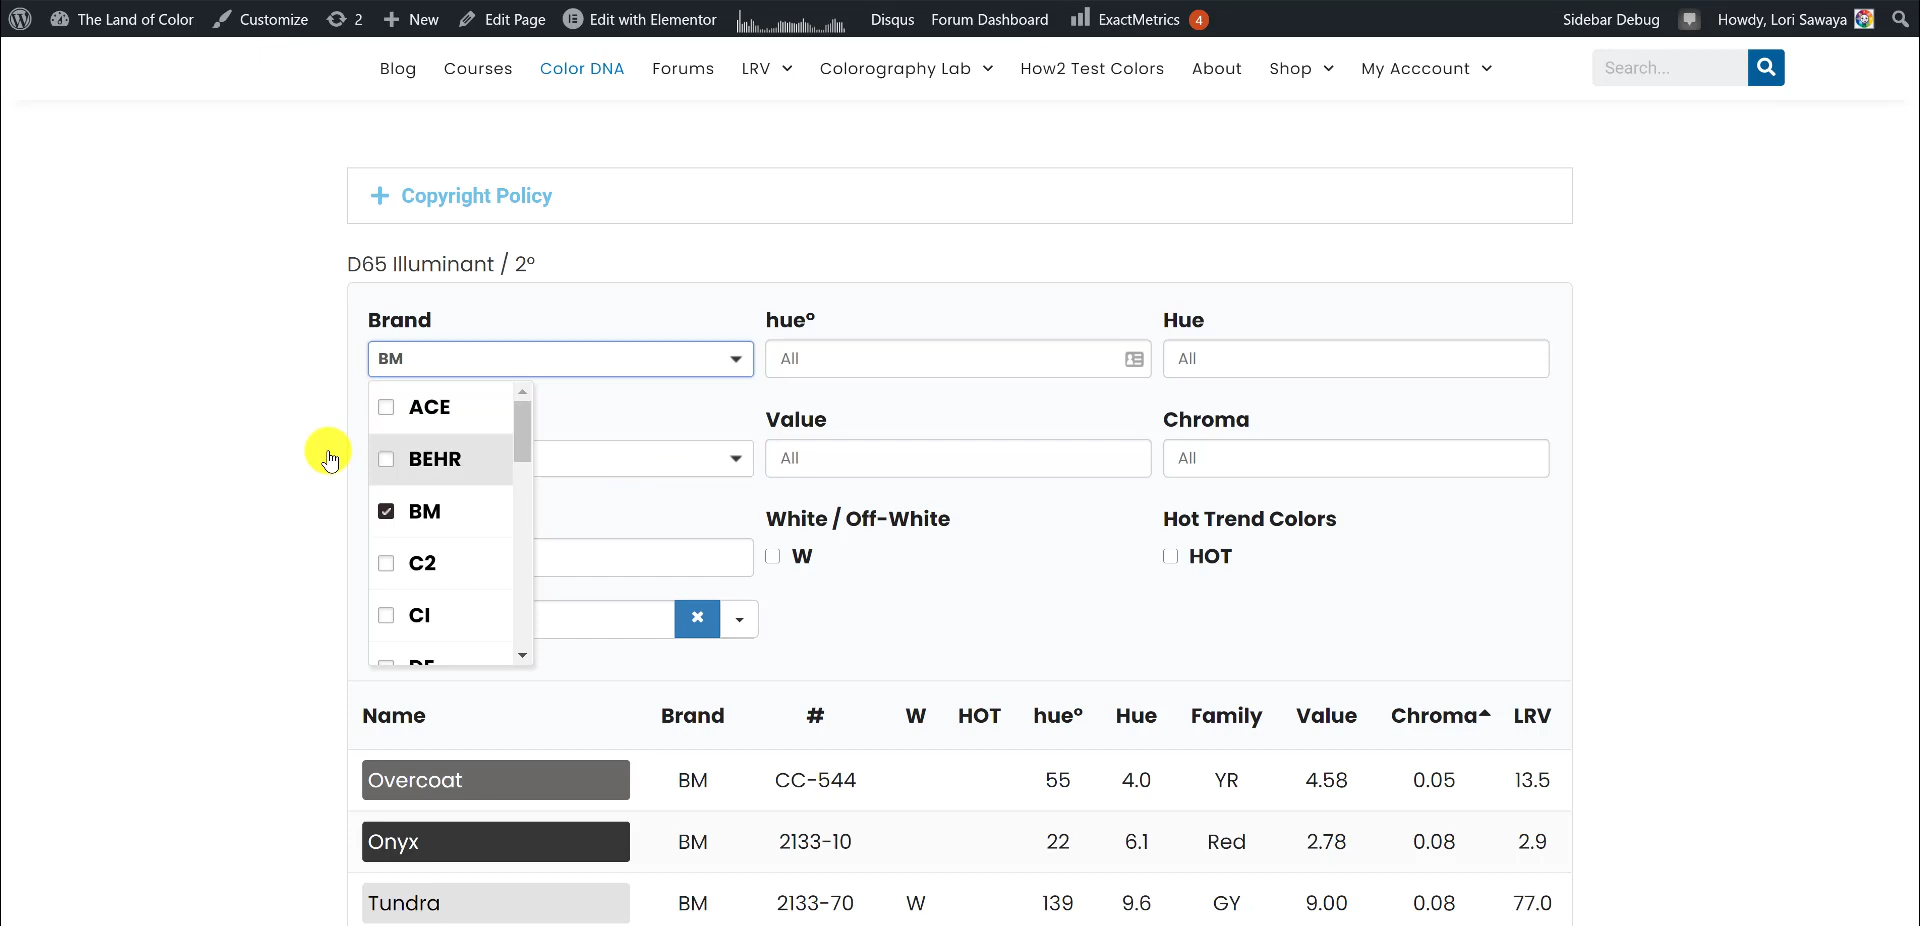 The Land of Color Customize 2 New Edit Page Edit with Elementor Disqus Forum Dashboard ExactMetrics 4 Sidebar Debug Howdy, Lori Sawaya
Blog Courses Color DNA Forums LRV Colorography Lab How2 Test Colors About Shop My Acccount Search...
Copyright Policy
D65 Illuminant / 2°
Brand hue° Hue
BM All All
ACE
Value Chroma
BEHR All All
BM White / Off-White Hot Trend Colors
C2 W HOT
CI
Name Brand # W HOT hue° Hue Family Value Chroma LRV
Overcoat BM CC-544 55 4.0 YR 4.58 0.05 13.5
Onyx BM 2133-10 22 6.1 Red 2.78 0.08 2.9
Tundra BM 2133-70 W 139 9.6 GY 9.00 0.08 77.0